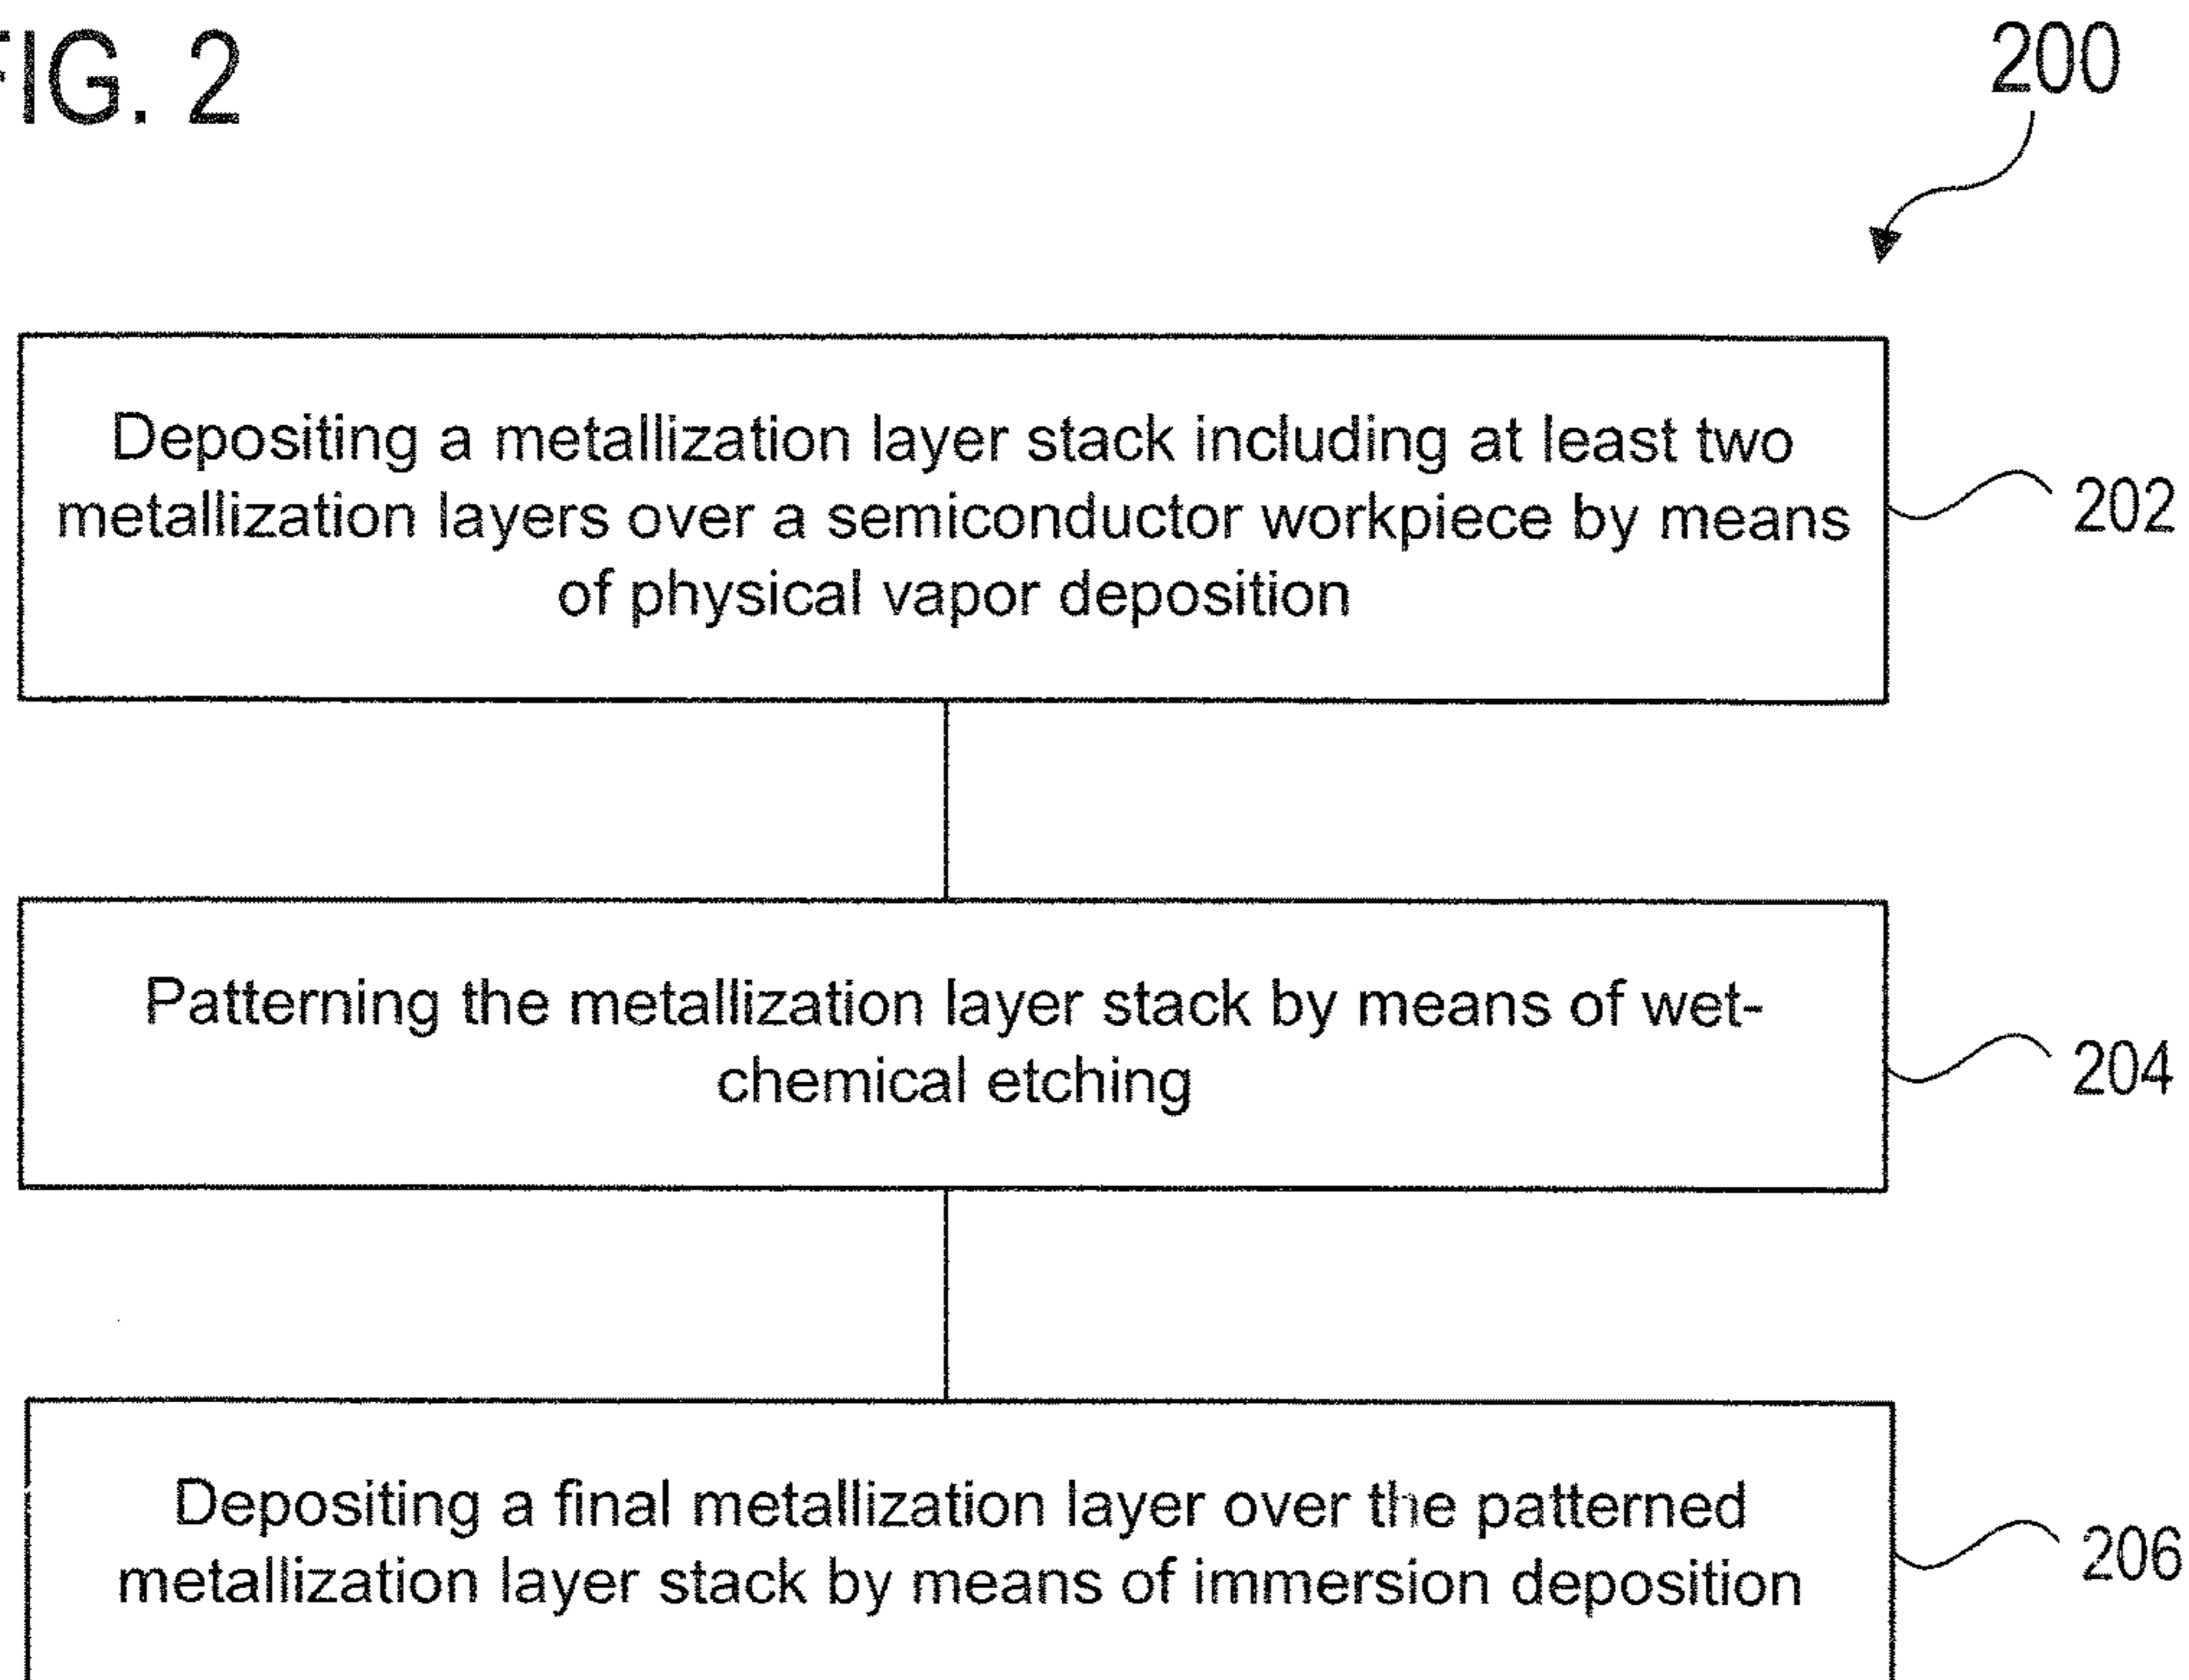 FIG. 2
200
Depositing a metallization layer stack including at least two
metallization layers over a semiconductor workpiece by means
of physical vapor deposition
202
Patterning the metallization layer stack by means of wet-
chemical etching
204
Depositing a final metallization layer over the patterned
metallization layer stack by means of immersion deposition
206